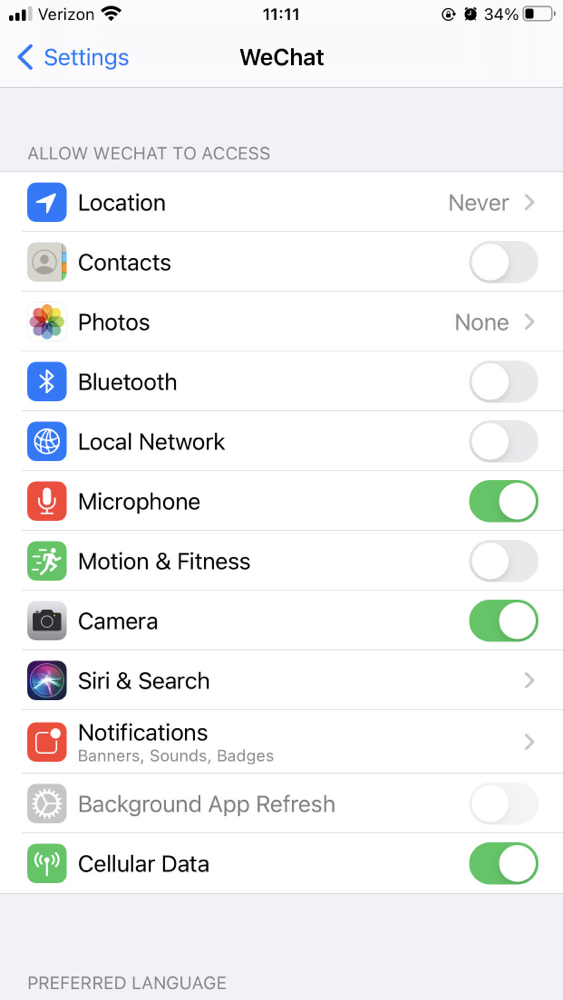 Verizon 11:11 34%
Settings WeChat
ALLOW WECHAT TO ACCESS
Location Never
Contacts
Photos None
Bluetooth
Local Network
Microphone
Motion & Fitness
Camera
Siri & Search
Notifications
Banners, Sounds, Badges
Background App Refresh
Cellular Data
PREFERRED LANGUAGE